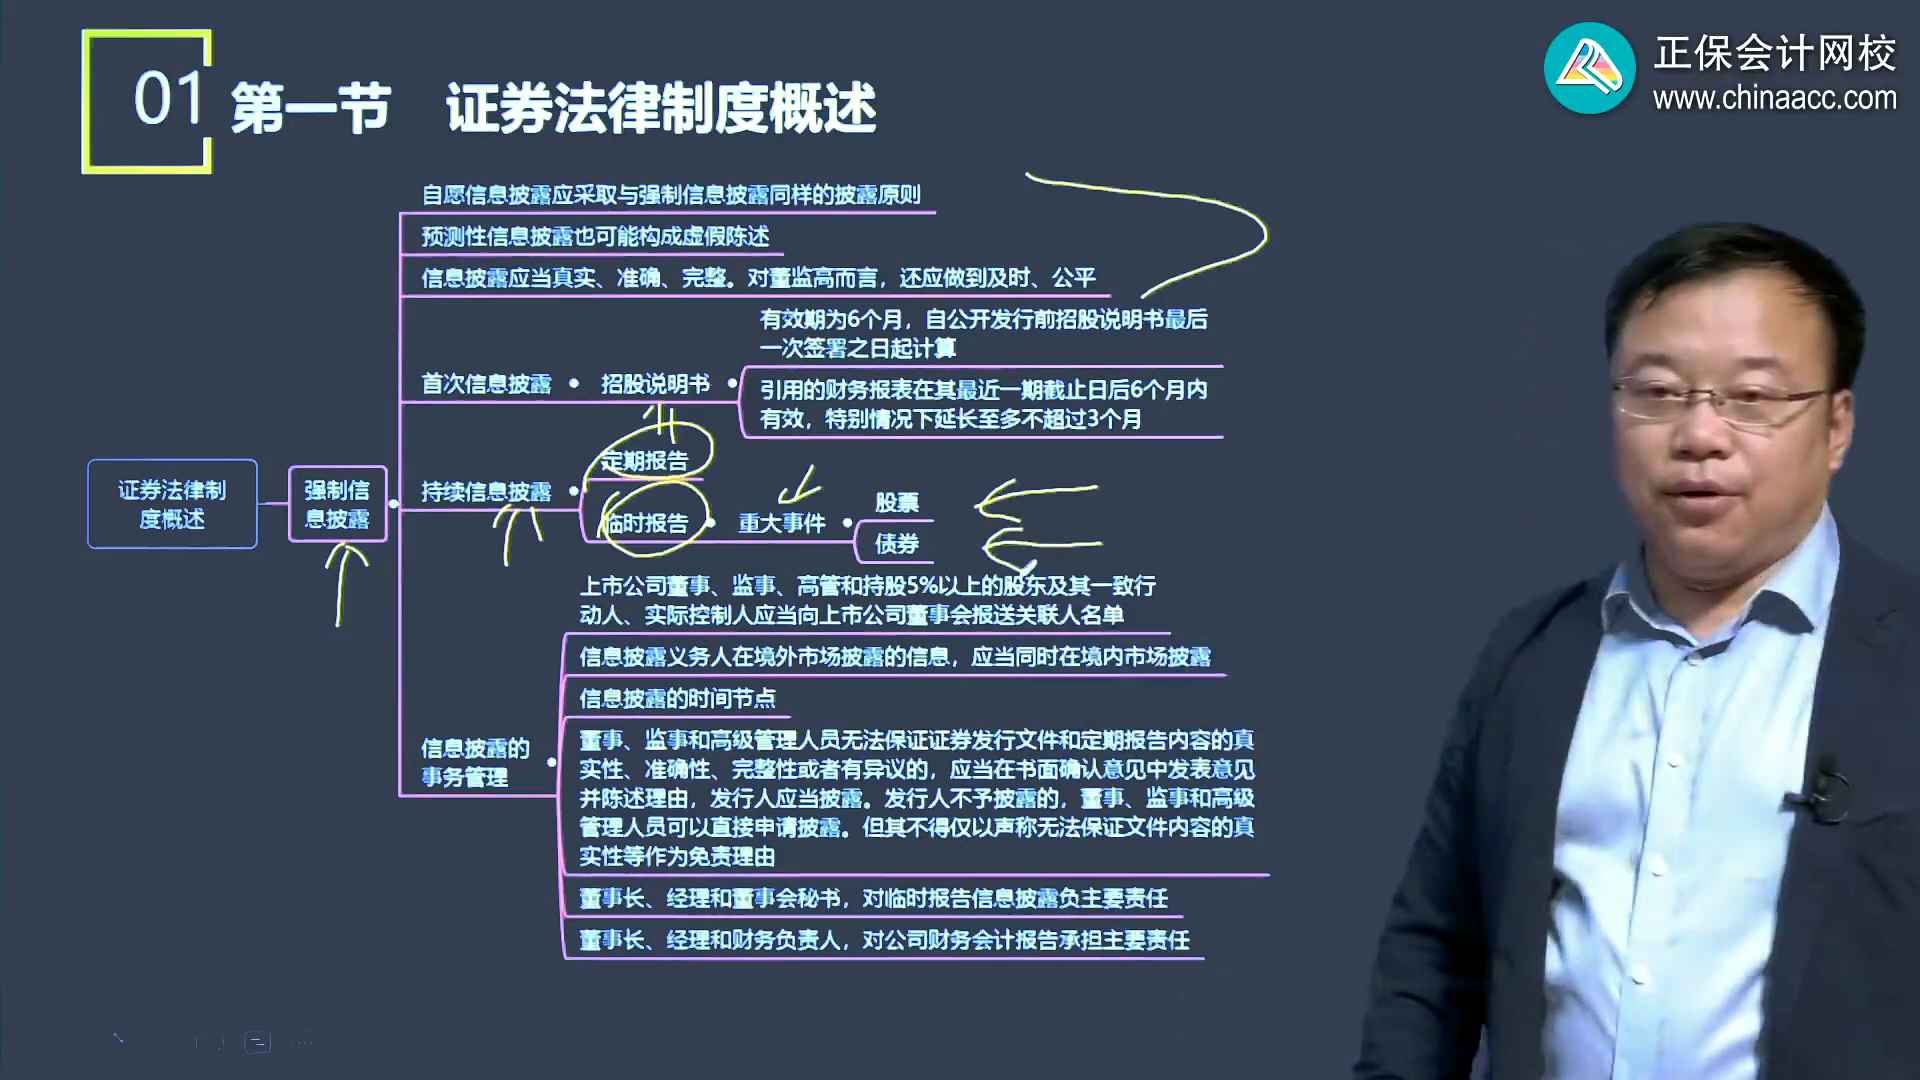 01 第一节 证券法律制度概述
正保会计网校
www.chinaacc.com
自愿信息披露应采取与强制信息披露同样的披露原则
预测性信息披露也可能构成虚假陈述
信息披露应当真实、准确、完整。对董监高而言，还应做到及时、公平
有效期为6个月，自公开发行前招股说明书最后
一次签署之日起计算
首次信息披露
招股说明书
引用的财务报表在其最近一期截止日后6个月内
有效，特别情况下延长至多不超过3个月
证券法律制
度概述
强制信
息披露
持续信息披露
定期报告
临时报告
重大事件
股票
债券
上市公司董事、监事、高管和持股5%以上的股东及其一致行
动人、实际控制人应当向上市公司董事会报送关联人名单
信息披露义务人在境外市场披露的信息，应当同时在境内市场披露
信息披露的时间节点
信息披露的
事务管理
董事、监事和高级管理人员无法保证证券发行文件和定期报告内容的真
实性、准确性、完整性或者有异议的，应当在书面确认意见中发表意见
并陈述理由，发行人应当披露。发行人不予披露的，董事、监事和高级
管理人员可以直接申请披露。但其不得仅以声称无法保证文件内容的真
实性等作为免责理由
董事长、经理和董事会秘书，对临时报告信息披露负主要责任
董事长、经理和财务负责人，对公司财务会计报告承担主要责任